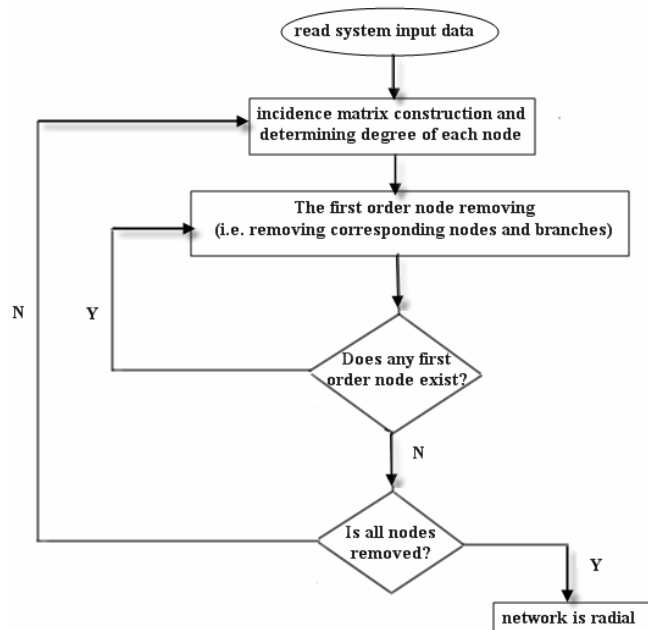 read system input data
incidence matrix construction and
determining degree of each node
The first order node removing
(i.e. removing corresponding nodes and branches)
N
Y
Does any first
order node exist?
N
Is all nodes
removed?
Y
network is radial